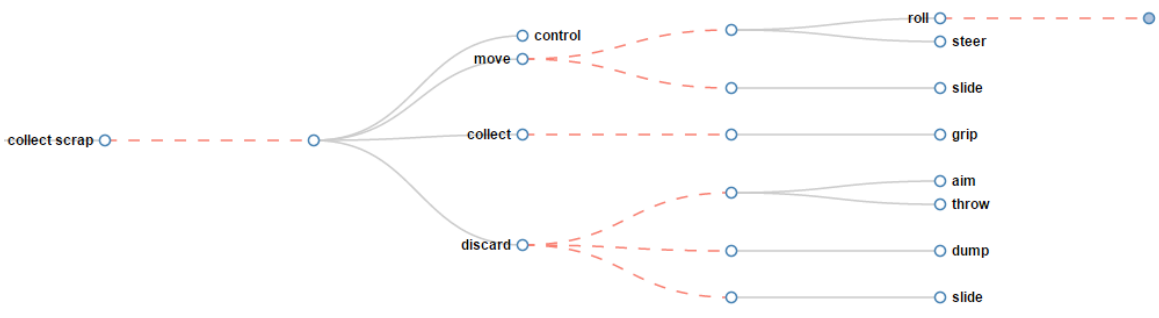 roll
control
steer
move
slide
collect scrap
collect
grip
aim
throw
discard
dump
slide